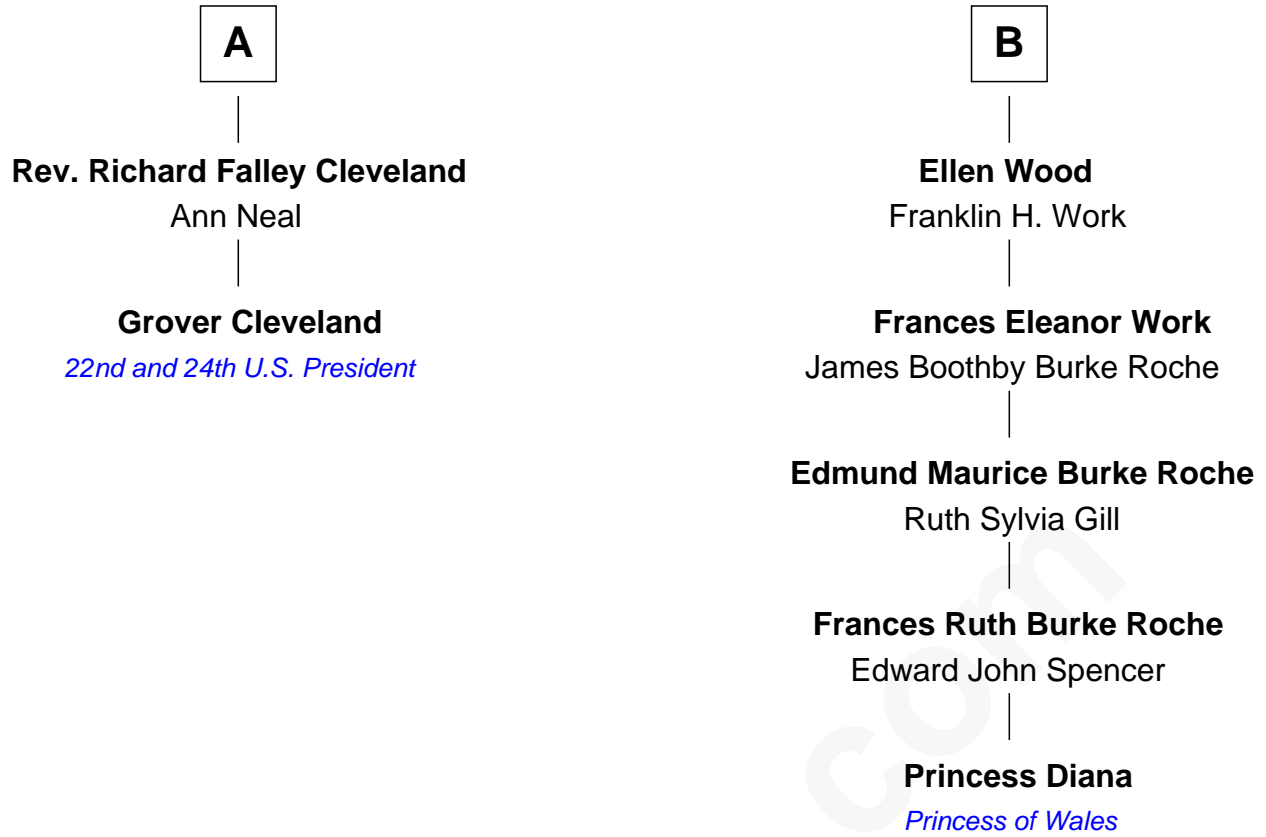 A
Rev. Richard Falley Cleveland
Ann Neal
Grover Cleveland
22nd and 24th U.S. President
B
Ellen Wood
Franklin H. Work
Frances Eleanor Work
James Boothby Burke Roche
Edmund Maurice Burke Roche
Ruth Sylvia Gill
Frances Ruth Burke Roche
Edward John Spencer
Princess Diana
Princess of Wales
com